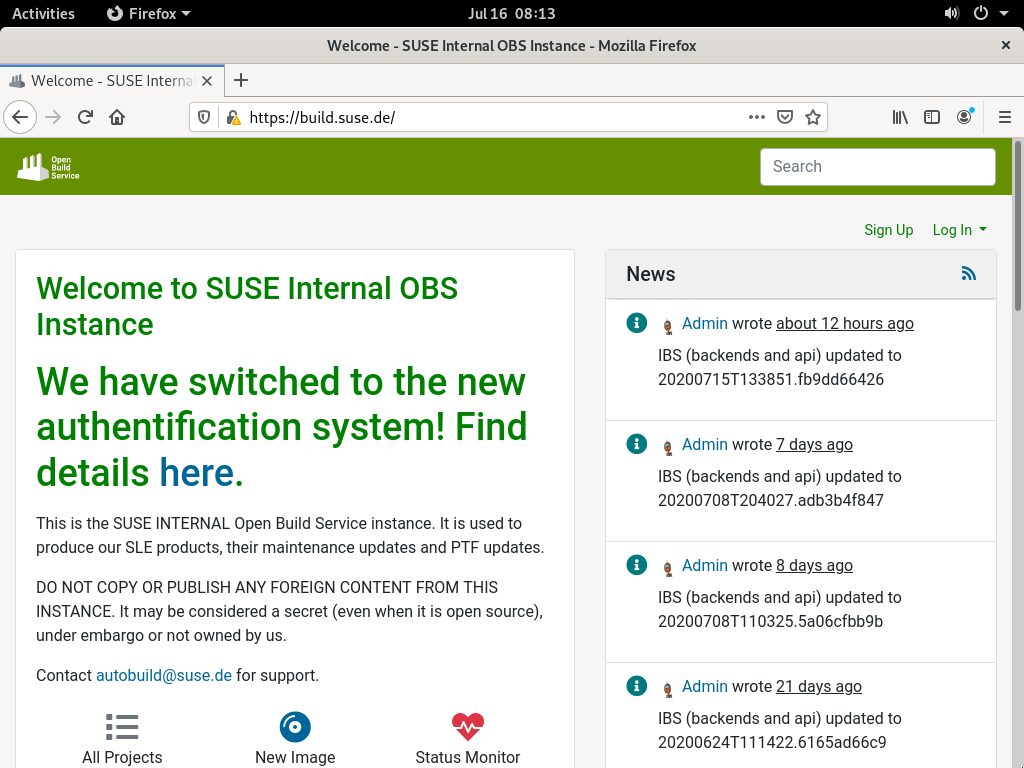 Activities
Firefox
Jul 16 08:13
Welcome - SUSE Internal OBS Instance - Mozilla Firefox
Welcome - SUSE Interna
https://build.suse.de/
Open
Build
Service
Search
Sign Up
Log In
Welcome to SUSE Internal OBS
Instance
We have switched to the new
authentification system! Find
details here.
This is the SUSE INTERNAL Open Build Service instance. It is used to
produce our SLE products, their maintenance updates and PTF updates.
DO NOT COPY OR PUBLISH ANY FOREIGN CONTENT FROM THIS
INSTANCE. It may be considered a secret (even when it is open source),
under embargo or not owned by us.
Contact autobuild@suse.de for support.
All Projects
New Image
Status Monitor
News
Admin wrote about 12 hours ago
IBS (backends and api) updated to
20200715T133851.fb9dd66426
Admin wrote 7 days ago
IBS (backends and api) updated to
20200708T204027.adb3b4f847
Admin wrote 8 days ago
IBS (backends and api) updated to
20200708T110325.5a06cfbb9b
Admin wrote 21 days ago
IBS (backends and api) updated to
20200624T111422.6165ad66c9